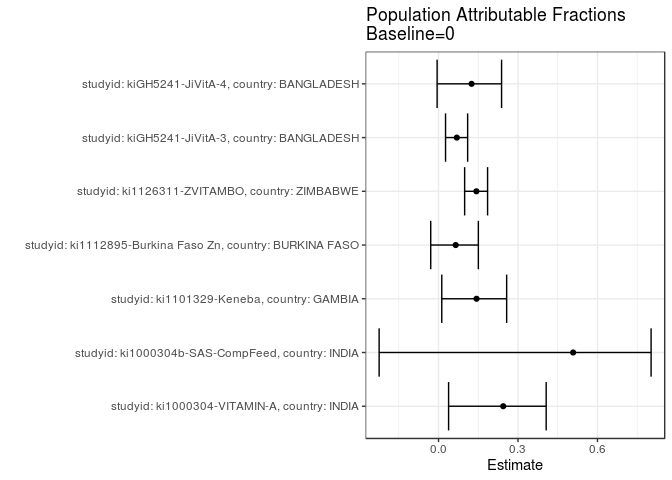 Population Attributable Fractions
Baseline=0
studyid: kiGH5241-JiVitA-4, country: BANGLADESH
studyid: kiGH5241-JiVitA-3, country: BANGLADESH
studyid: ki1126311-ZVITAMBO, country: ZIMBABWE
studyid: ki1112895-Burkina Faso Zn, country: BURKINA FASO
studyid: ki1101329-Keneba, country: GAMBIA
studyid: ki1000304b-SAS-CompFeed, country: INDIA
studyid: ki1000304-VITAMIN-A, country: INDIA
0.0 0.3 0.6
Estimate